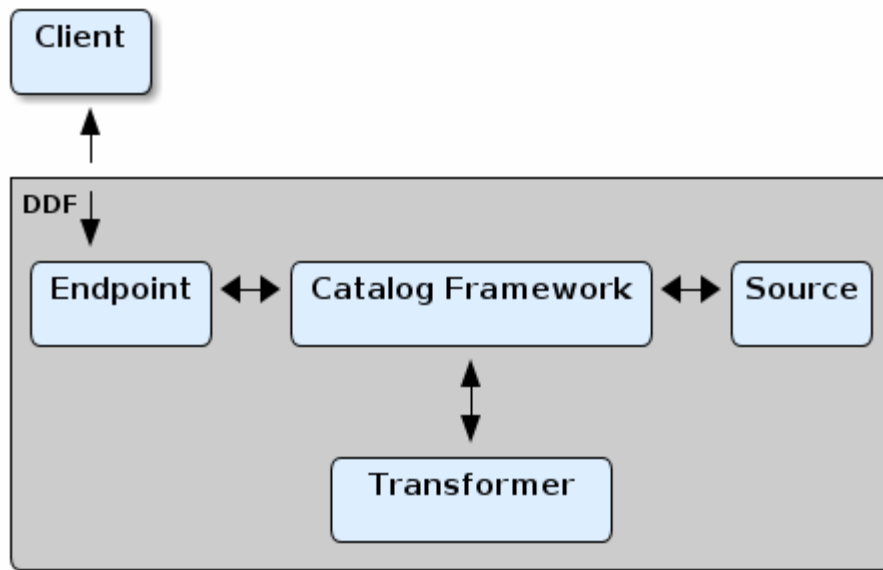 Client
DDF
Endpoint
Catalog Framework
Source
Transformer